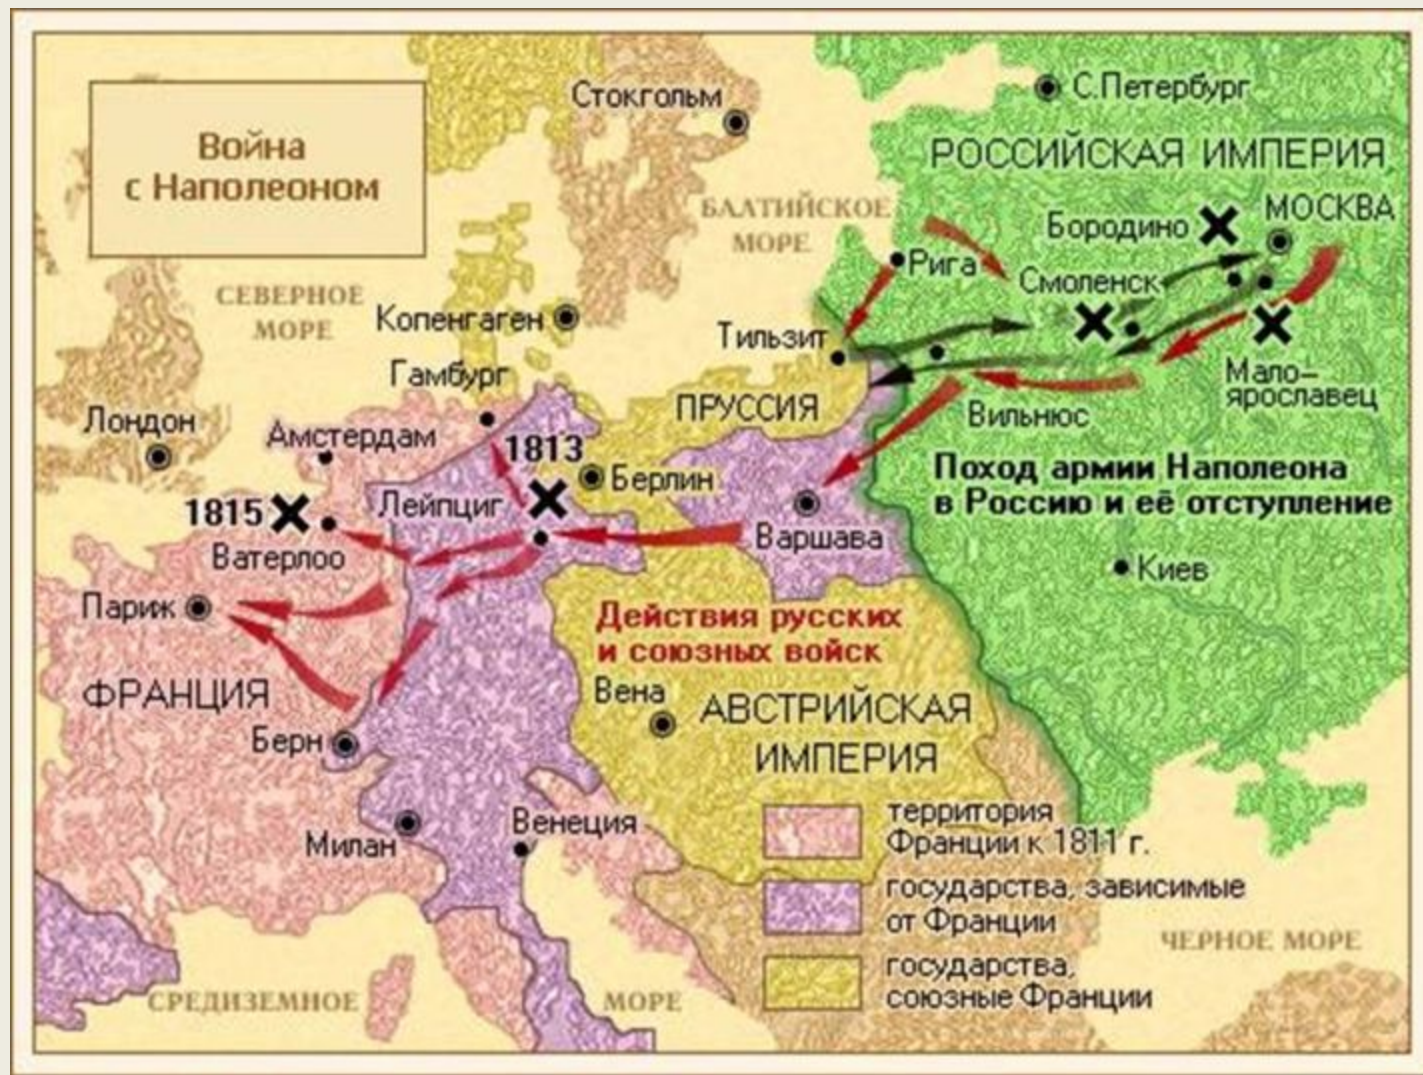 Война
с Наполеоном
Стокгольм
С.Петербург
РОССИЙСКАЯ ИМПЕРИЯ
БАЛТИЙСКОЕ
МОРЕ
Бородино
МОСКВА
Рига
Смоленск
СЕВЕРНОЕ
МОРЕ
Копенгаген
Тильзит
Гамбург
ПРУССИЯ
Мало–
ярославец
Вильнюс
Лондон
Амстердам
1813
Берлин
Поход армии Наполеона
в Россию и её отступление
1815
Лейпциг
Ватерлоо
Варшава
Киев
Париж
Действия русских
и союзных войск
ФРАНЦИЯ
Вена
АВСТРИЙСКАЯ
ИМПЕРИЯ
Берн
Милан
Венеция
территория
Франции к 1811 г.
государства, зависимые
от Франции
государства,
союзные Франции
ЧЕРНОЕ МОРЕ
СРЕДИЗЕМНОЕ МОРЕ